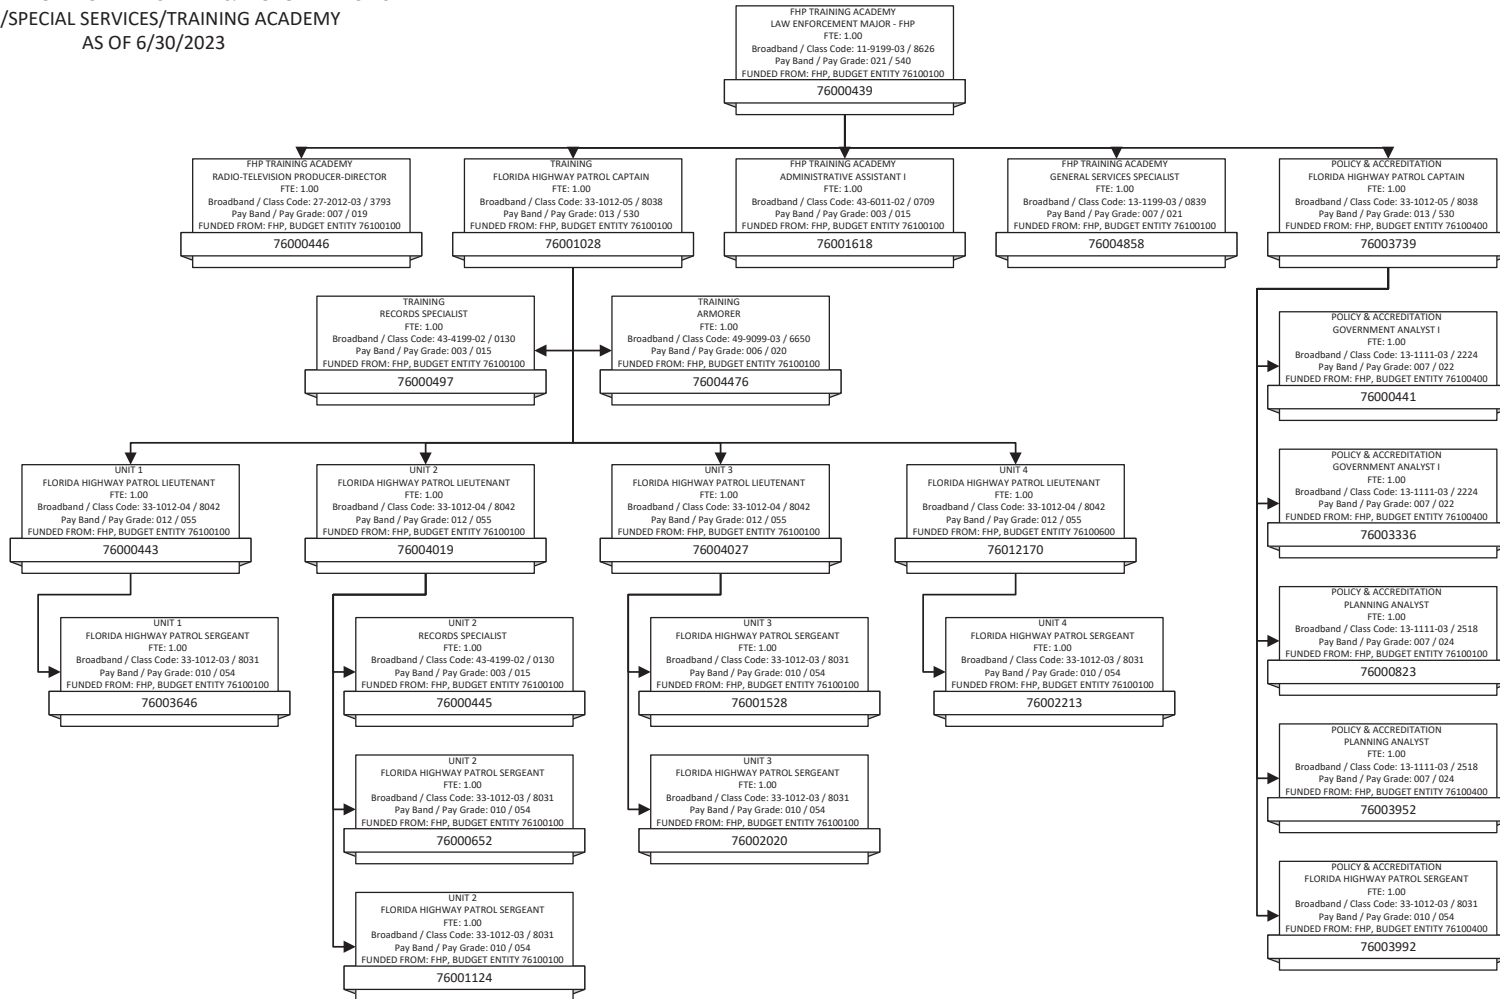 /SPECIAL SERVICES/TRAINING ACADEMY
AS OF 6/30/2023
FHP TRAINING ACADEMY
LAW ENFORCEMENT MAJOR - FHP
FTE: 1.00
Broadband / Class Code: 11-9199-03 / 8626
Pay Band / Pay Grade: 021 / 540
FUNDED FROM: FHP, BUDGET ENTITY 76100100
76000439
FHP TRAINING ACADEMY
RADIO-TELEVISION PRODUCER-DIRECTOR
FTE: 1.00
Broadband / Class Code: 27-2012-03 / 3793
Pay Band / Pay Grade: 007 / 019
FUNDED FROM: FHP, BUDGET ENTITY 76100100
76000446
TRAINING
FLORIDA HIGHWAY PATROL CAPTAIN
FTE: 1.00
Broadband / Class Code: 33-1012-05 / 8038
Pay Band / Pay Grade: 013 / 530
FUNDED FROM: FHP, BUDGET ENTITY 76100100
76001028
FHP TRAINING ACADEMY
ADMINISTRATIVE ASSISTANT I
FTE: 1.00
Broadband / Class Code: 43-6011-02 / 0709
Pay Band / Pay Grade: 003 / 015
FUNDED FROM: FHP, BUDGET ENTITY 76100100
76001618
FHP TRAINING ACADEMY
GENERAL SERVICES SPECIALIST
FTE: 1.00
Broadband / Class Code: 13-1199-03 / 0839
Pay Band / Pay Grade: 007 / 021
FUNDED FROM: FHP, BUDGET ENTITY 76100100
76004858
POLICY & ACCREDITATION
FLORIDA HIGHWAY PATROL CAPTAIN
FTE: 1.00
Broadband / Class Code: 33-1012-05 / 8038
Pay Band / Pay Grade: 013 / 530
FUNDED FROM: FHP, BUDGET ENTITY 76100400
76003739
TRAINING
RECORDS SPECIALIST
FTE: 1.00
Broadband / Class Code: 43-4199-02 / 0130
Pay Band / Pay Grade: 003 / 015
FUNDED FROM: FHP, BUDGET ENTITY 76100100
76000497
TRAINING
ARMORER
FTE: 1.00
Broadband / Class Code: 49-9099-03 / 6650
Pay Band / Pay Grade: 006 / 020
FUNDED FROM: FHP, BUDGET ENTITY 76100100
76004476
POLICY & ACCREDITATION
GOVERNMENT ANALYST I
FTE: 1.00
Broadband / Class Code: 13-1111-03 / 2224
Pay Band / Pay Grade: 007 / 022
FUNDED FROM: FHP, BUDGET ENTITY 76100400
76000441
POLICY & ACCREDITATION
GOVERNMENT ANALYST I
FTE: 1.00
Broadband / Class Code: 13-1111-03 / 2224
Pay Band / Pay Grade: 007 / 022
FUNDED FROM: FHP, BUDGET ENTITY 76100400
76003336
UNIT 1
FLORIDA HIGHWAY PATROL LIEUTENANT
FTE: 1.00
Broadband / Class Code: 33-1012-04 / 8042
Pay Band / Pay Grade: 012 / 055
FUNDED FROM: FHP, BUDGET ENTITY 76100100
76000443
UNIT 2
FLORIDA HIGHWAY PATROL LIEUTENANT
FTE: 1.00
Broadband / Class Code: 33-1012-04 / 8042
Pay Band / Pay Grade: 012 / 055
FUNDED FROM: FHP, BUDGET ENTITY 76100100
76004019
UNIT 3
FLORIDA HIGHWAY PATROL LIEUTENANT
FTE: 1.00
Broadband / Class Code: 33-1012-04 / 8042
Pay Band / Pay Grade: 012 / 055
FUNDED FROM: FHP, BUDGET ENTITY 76100100
76004027
UNIT 4
FLORIDA HIGHWAY PATROL LIEUTENANT
FTE: 1.00
Broadband / Class Code: 33-1012-04 / 8042
Pay Band / Pay Grade: 012 / 055
FUNDED FROM: FHP, BUDGET ENTITY 76100600
76012170
UNIT 1
FLORIDA HIGHWAY PATROL SERGEANT
FTE: 1.00
Broadband / Class Code: 33-1012-03 / 8031
Pay Band / Pay Grade: 010 / 054
FUNDED FROM: FHP, BUDGET ENTITY 76100100
76003646
UNIT 2
RECORDS SPECIALIST
FTE: 1.00
Broadband / Class Code: 43-4199-02 / 0130
Pay Band / Pay Grade: 003 / 015
FUNDED FROM: FHP, BUDGET ENTITY 76100100
76000445
UNIT 3
FLORIDA HIGHWAY PATROL SERGEANT
FTE: 1.00
Broadband / Class Code: 33-1012-03 / 8031
Pay Band / Pay Grade: 010 / 054
FUNDED FROM: FHP, BUDGET ENTITY 76100100
76001528
UNIT 4
FLORIDA HIGHWAY PATROL SERGEANT
FTE: 1.00
Broadband / Class Code: 33-1012-03 / 8031
Pay Band / Pay Grade: 010 / 054
FUNDED FROM: FHP, BUDGET ENTITY 76100100
76002213
POLICY & ACCREDITATION
PLANNING ANALYST
FTE: 1.00
Broadband / Class Code: 13-1111-03 / 2518
Pay Band / Pay Grade: 007 / 024
FUNDED FROM: FHP, BUDGET ENTITY 76100100
76000823
UNIT 2
FLORIDA HIGHWAY PATROL SERGEANT
FTE: 1.00
Broadband / Class Code: 33-1012-03 / 8031
Pay Band / Pay Grade: 010 / 054
FUNDED FROM: FHP, BUDGET ENTITY 76100100
76000652
UNIT 3
FLORIDA HIGHWAY PATROL SERGEANT
FTE: 1.00
Broadband / Class Code: 33-1012-03 / 8031
Pay Band / Pay Grade: 010 / 054
FUNDED FROM: FHP, BUDGET ENTITY 76100100
76002020
POLICY & ACCREDITATION
PLANNING ANALYST
FTE: 1.00
Broadband / Class Code: 13-1111-03 / 2518
Pay Band / Pay Grade: 007 / 024
FUNDED FROM: FHP, BUDGET ENTITY 76100400
76003952
UNIT 2
FLORIDA HIGHWAY PATROL SERGEANT
FTE: 1.00
Broadband / Class Code: 33-1012-03 / 8031
Pay Band / Pay Grade: 010 / 054
FUNDED FROM: FHP, BUDGET ENTITY 76100100
76001124
POLICY & ACCREDITATION
FLORIDA HIGHWAY PATROL SERGEANT
FTE: 1.00
Broadband / Class Code: 33-1012-03 / 8031
Pay Band / Pay Grade: 010 / 054
FUNDED FROM: FHP, BUDGET ENTITY 76100400
76003992